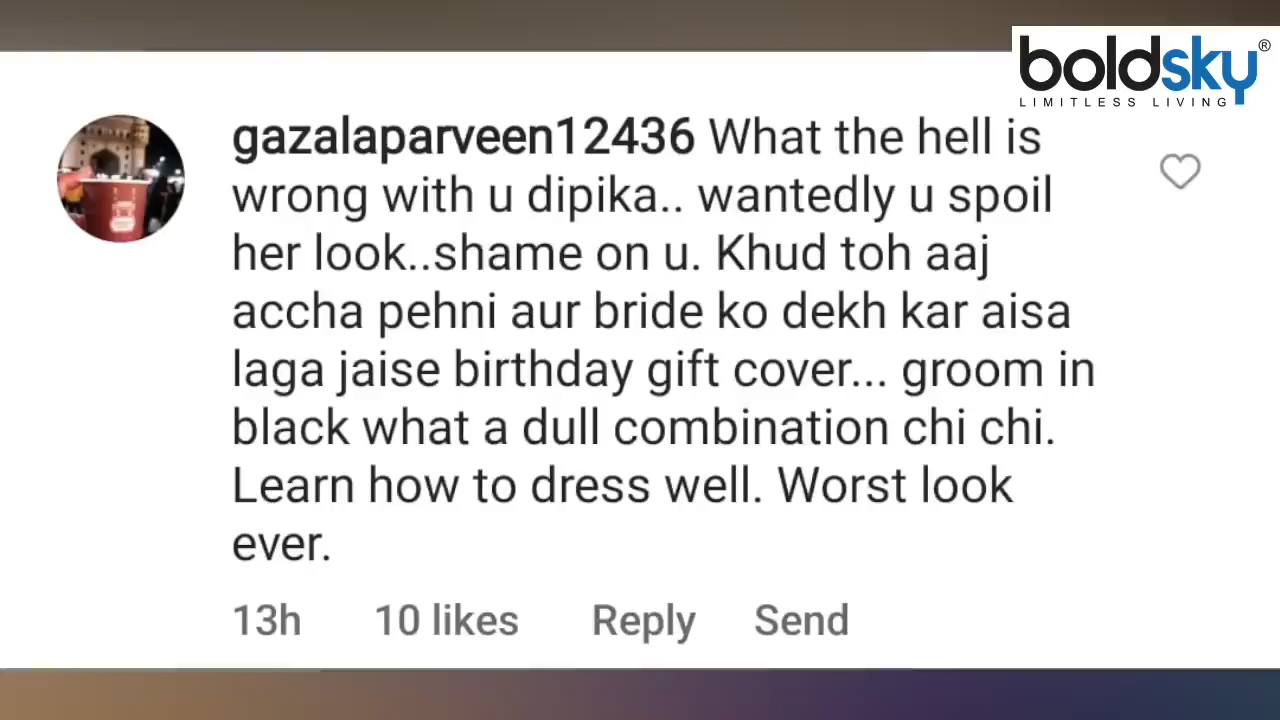 boldsky®
LIMITLESS LIVING
gazalaparveen12436 What the hell is
wrong with u dipika.. wantedly u spoil
her look..shame on u. Khud toh aaj
accha pehni aur bride ko dekh kar aisa
laga jaise birthday gift cover... groom in
black what a dull combination chi chi.
Learn how to dress well. Worst look
ever.
13h 10 likes Reply Send